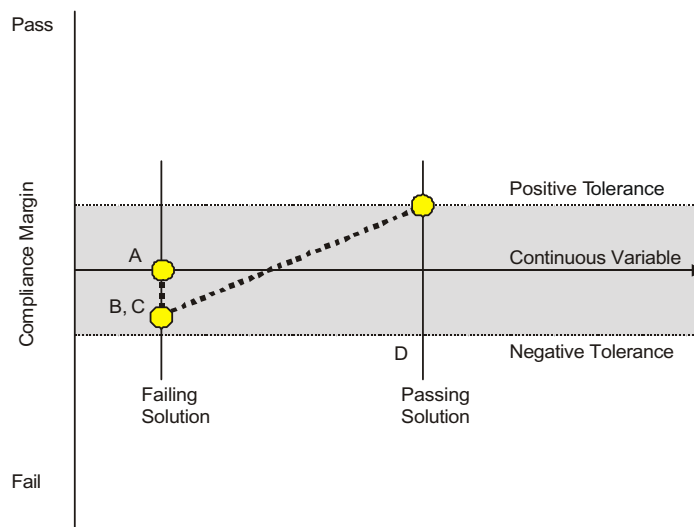 Pass
Positive Tolerance
A
Continuous Variable
Compliance Margin
B, C
D
Negative Tolerance
Failing
Solution
Passing
Solution
Fail